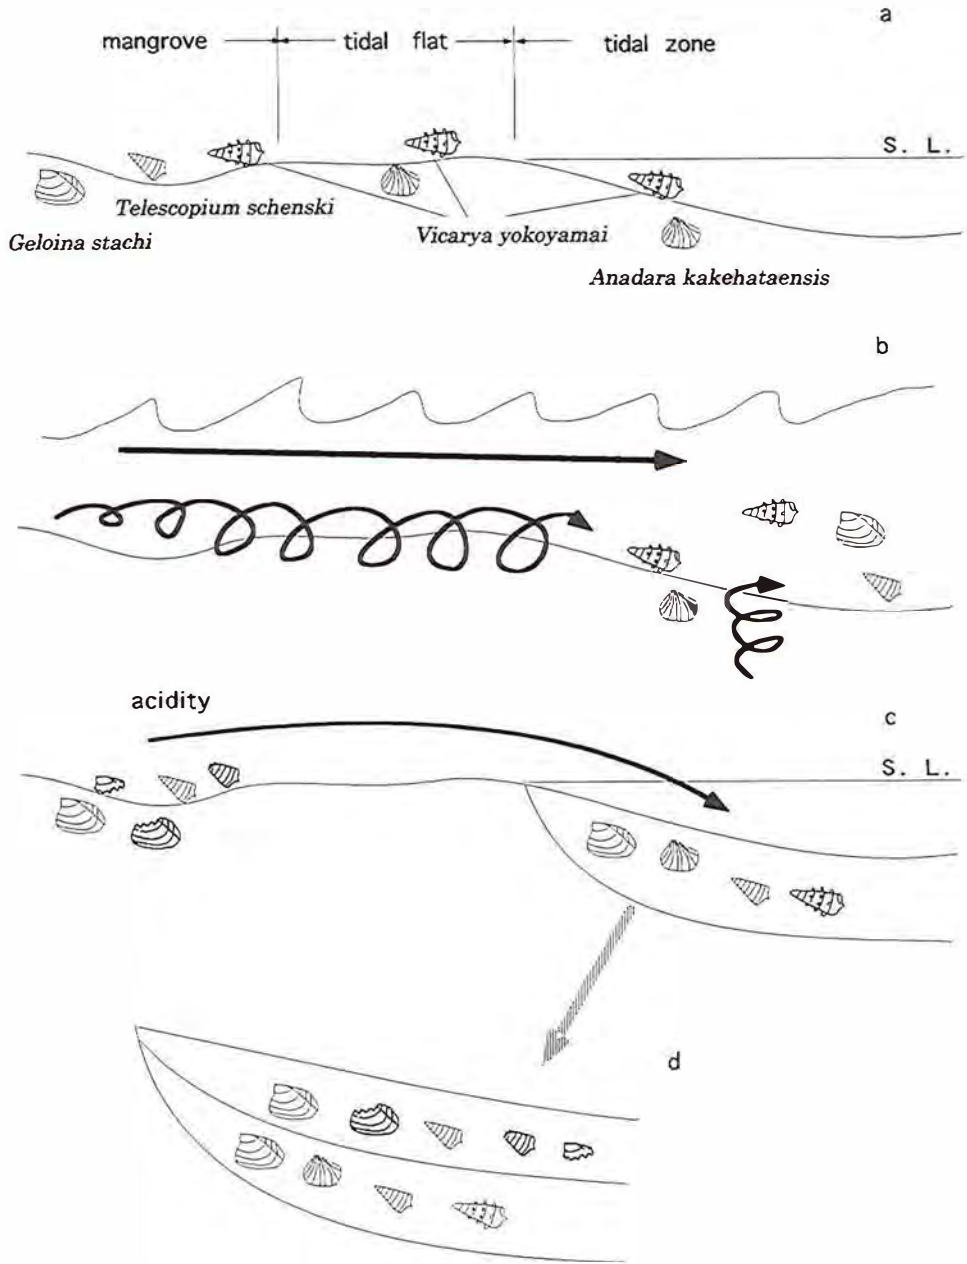 a
mangrove tidal flat tidal zone
S. L.
Telescopium schenski
Geloina stachi
Vicarya yokoyamai
Anadara kakehataensis
b
acidity
c
S. L.
d